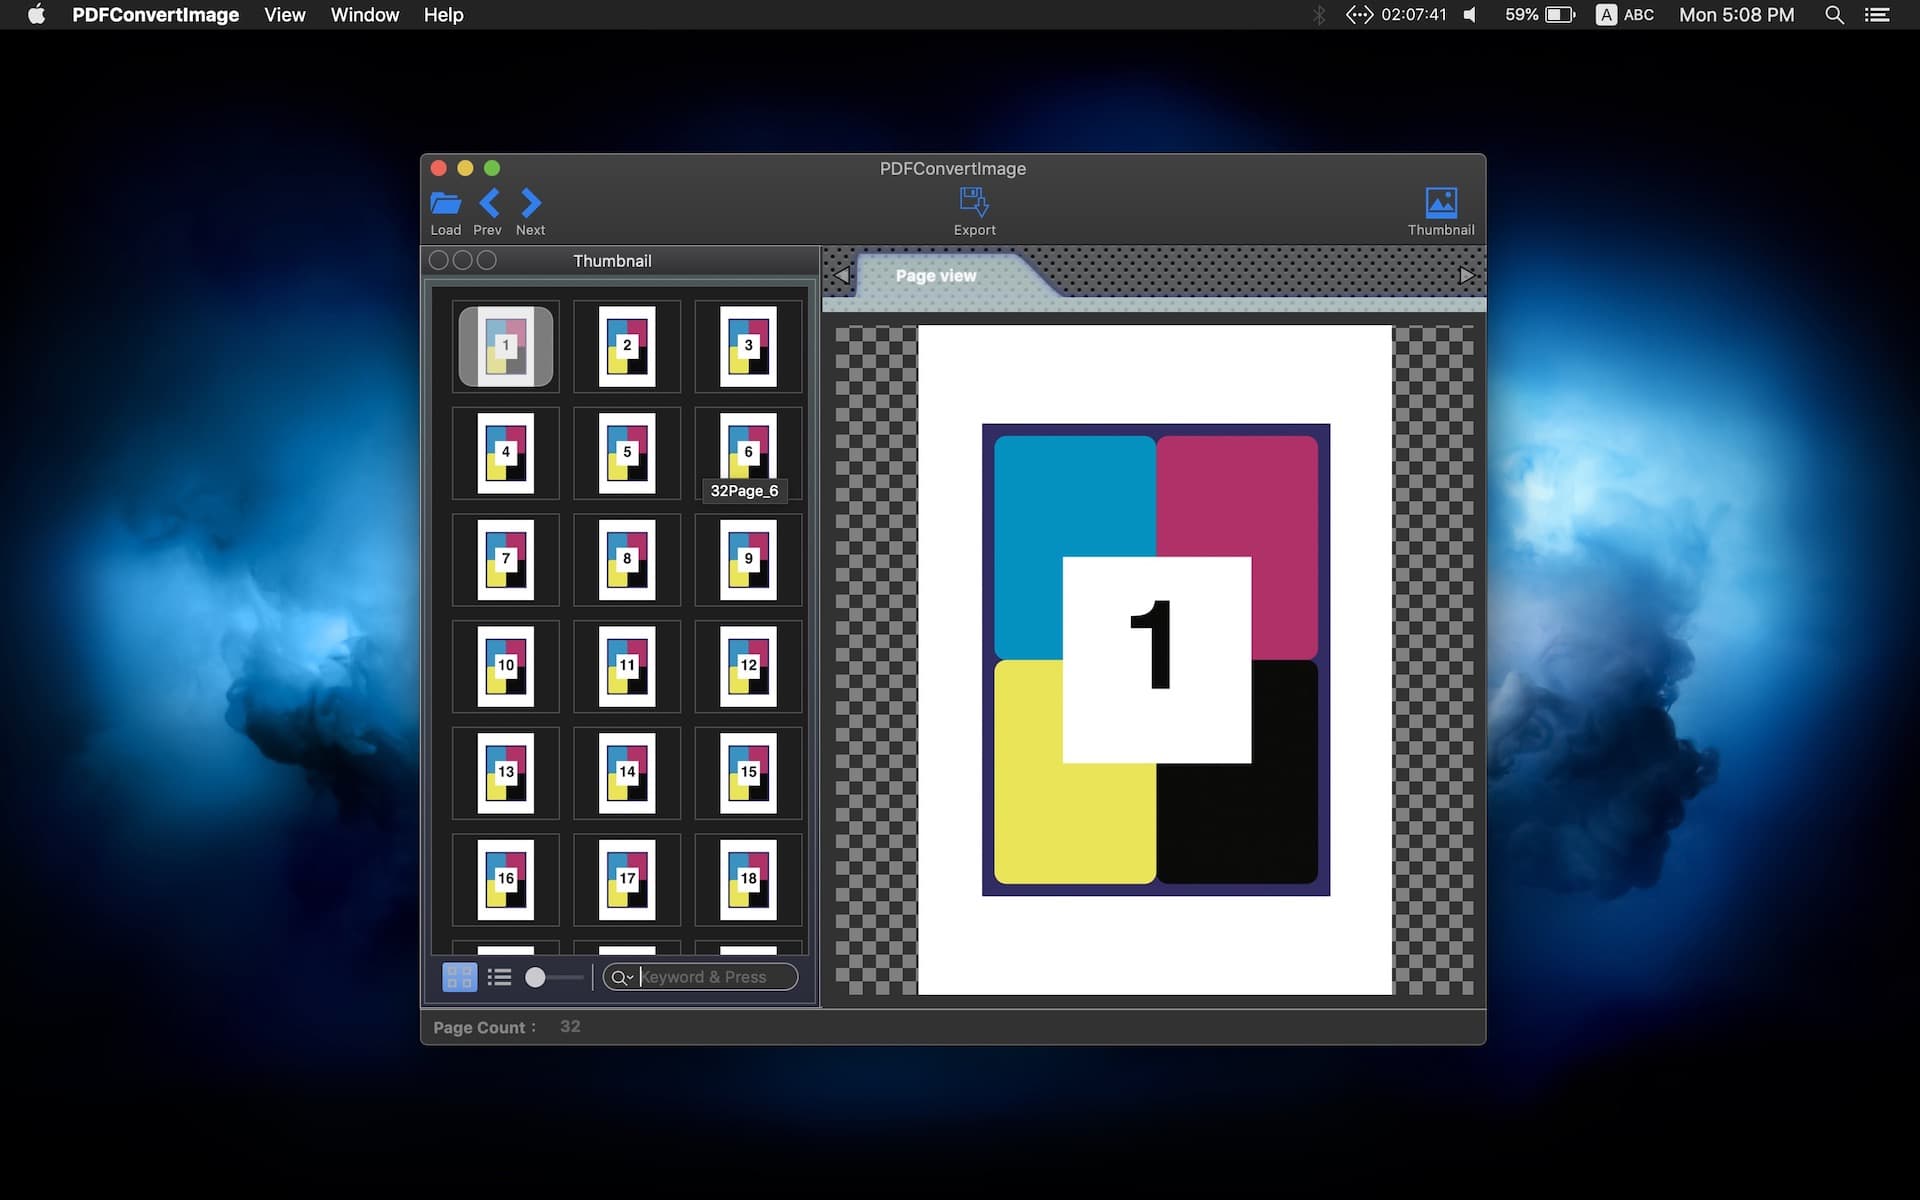 PDFConvertImage View Window Help
02:07:41 59% A ABC Mon 5:08 PM
PDFConvertImage
Load Prev Next Export Thumbnail
Thumbnail
Page view
1 2 3
4 5 6
32Page_6
7 8 9
10 11 12
13 14 15
16 17 18
1
Keyword & Press
Page Count : 32